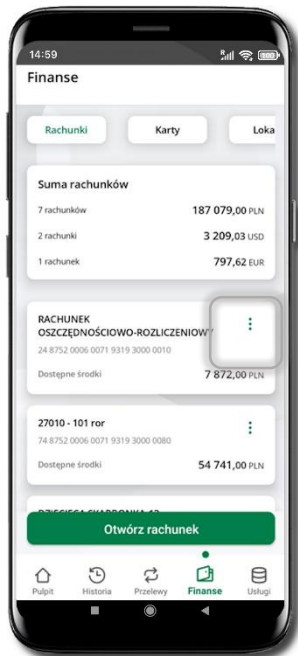 14:59
Finanse
Rachunki Karty Loka
Suma rachunków
7 rachunków 187 079,00 PLN
2 rachunki 3 209,03 USD
1 rachunek 797,62 EUR
RACHUNEK
OSZCZĘDNOŚCIOWO-ROZLICZENIOWY
24 8752 0006 0071 9319 3000 0010
Dostępne środki 7 872,00 PLN
27010 - 101 ror
74 8752 0006 0071 9319 3000 0080
Dostępne środki 54 741,00 PLN
Otwórz rachunek
Pulpit Historia Przelewy Finanse Usługi